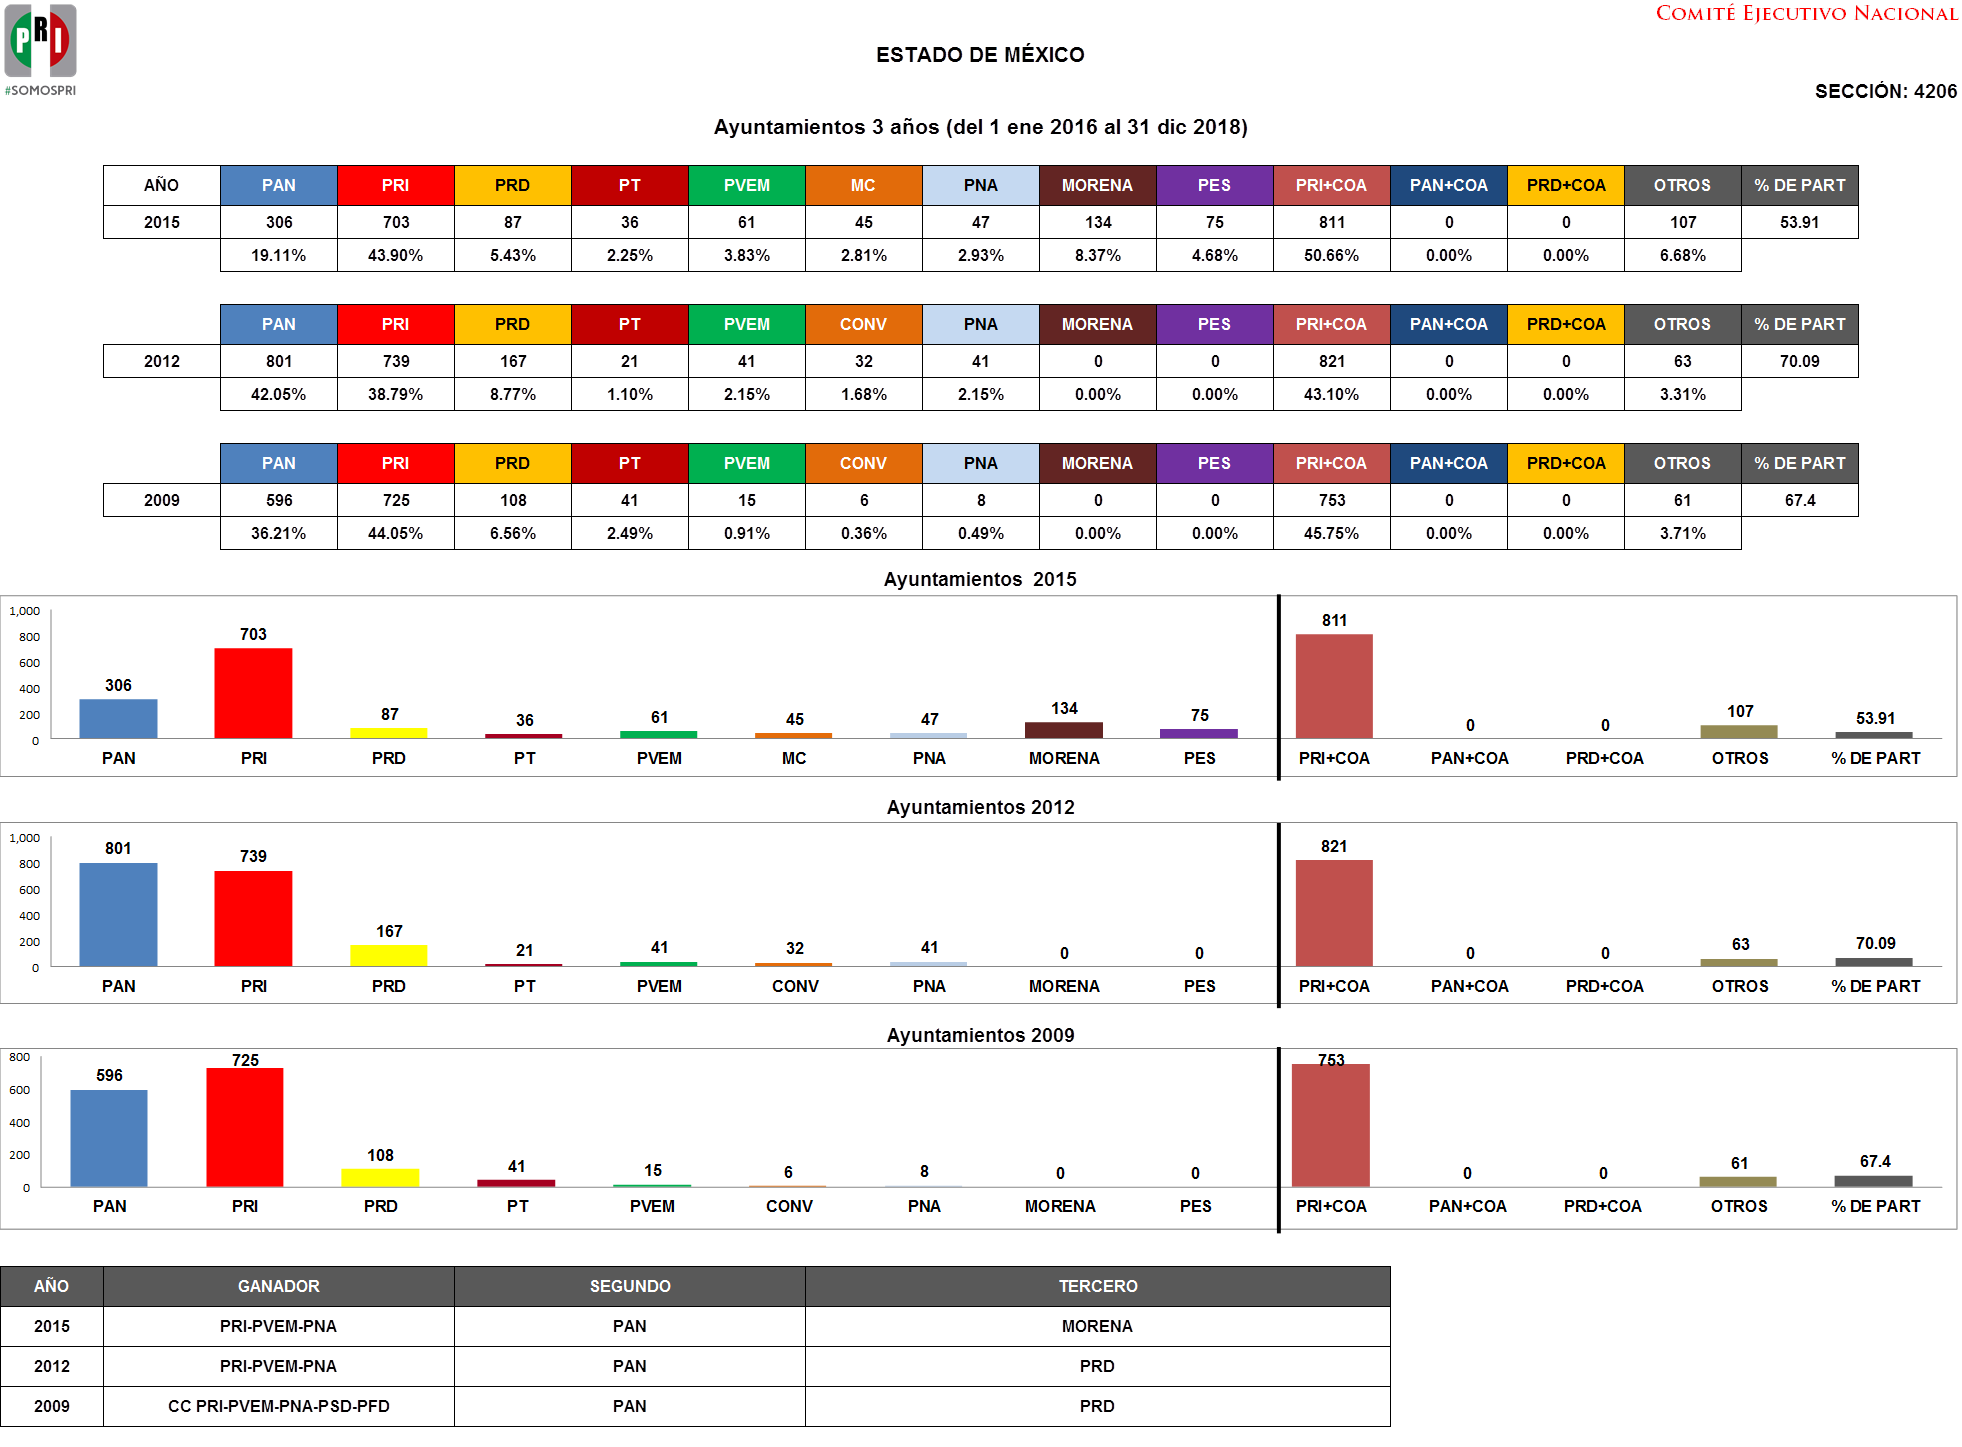 PRI
#SOMOSPRI
COMITÉ EJECUTIVO NACIONAL
ESTADO DE MÉXICO
SECCIÓN: 4206
Ayuntamientos 3 años (del 1 ene 2016 al 31 dic 2018)
AÑO PAN PRI PRD PT PVEM MC PNA MORENA PES PRI+COA PAN+COA PRD+COA OTROS % DE PART
2015 306 703 87 36 61 45 47 134 75 811 0 0 107 53.91
19.11% 43.90% 5.43% 2.25% 3.83% 2.81% 2.93% 8.37% 4.68% 50.66% 0.00% 0.00% 6.68%
PAN PRI PRD PT PVEM CONV PNA MORENA PES PRI+COA PAN+COA PRD+COA OTROS % DE PART
2012 801 739 167 21 41 32 41 0 0 821 0 0 63 70.09
42.05% 38.79% 8.77% 1.10% 2.15% 1.68% 2.15% 0.00% 0.00% 43.10% 0.00% 0.00% 3.31%
PAN PRI PRD PT PVEM CONV PNA MORENA PES PRI+COA PAN+COA PRD+COA OTROS % DE PART
2009 596 725 108 41 15 6 8 0 0 753 0 0 61 67.4
36.21% 44.05% 6.56% 2.49% 0.91% 0.36% 0.49% 0.00% 0.00% 45.75% 0.00% 0.00% 3.71%
Ayuntamientos 2015
1,000
800
600
400
200
0
306 703 87 36 61 45 47 134 75 811 0 0 107 53.91
PAN PRI PRD PT PVEM MC PNA MORENA PES PRI+COA PAN+COA PRD+COA OTROS % DE PART
Ayuntamientos 2012
1,000
800
600
400
200
0
801 739 167 21 41 32 41 0 0 821 0 0 63 70.09
PAN PRI PRD PT PVEM CONV PNA MORENA PES PRI+COA PAN+COA PRD+COA OTROS % DE PART
Ayuntamientos 2009
800
600
400
200
0
596 725 108 41 15 6 8 0 0 753 0 0 61 67.4
PAN PRI PRD PT PVEM CONV PNA MORENA PES PRI+COA PAN+COA PRD+COA OTROS % DE PART
AÑO GANADOR SEGUNDO TERCERO
2015 PRI-PVEM-PNA PAN MORENA
2012 PRI-PVEM-PNA PAN PRD
2009 CC PRI-PVEM-PNA-PSD-PFD PAN PRD